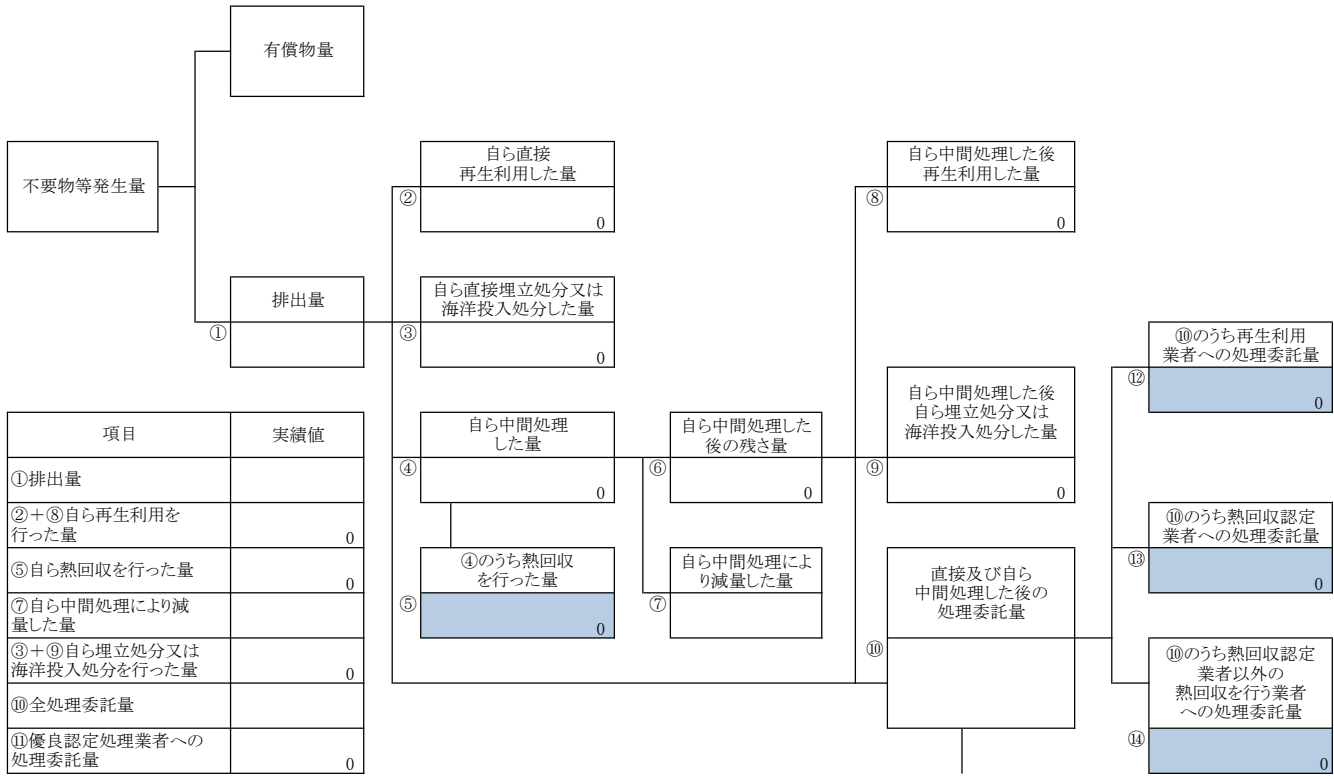 有償物量
不要物等発生量
自ら直接
再生利用した量
②
0
自ら中間処理した後
再生利用した量
⑧
0
排出量
①
自ら直接埋立処分又は
海洋投入処分した量
③
0
⑩のうち再生利用
業者への処理委託量
⑫
0
自ら中間処理
した量
④
0
自ら中間処理した
後の残さ量
⑥
0
自ら中間処理した後
自ら埋立処分又は
海洋投入処分した量
⑨
0
⑩のうち熱回収認定
業者への処理委託量
⑬
0
④のうち熱回収
を行った量
⑤
0
自ら中間処理によ
り減量した量
⑦
直接及び自ら
中間処理した後の
処理委託量
⑩
⑩のうち熱回収認定
業者以外の
熱回収を行う業者
への処理委託量
⑭
0
項目 実績値
①排出量
②+⑧自ら再生利用を
行った量 0
⑤自ら熱回収を行った量 0
⑦自ら中間処理により減
量した量
③+⑨自ら埋立処分又は
海洋投入処分を行った量 0
⑩全処理委託量
⑪優良認定処理業者への
処理委託量 0